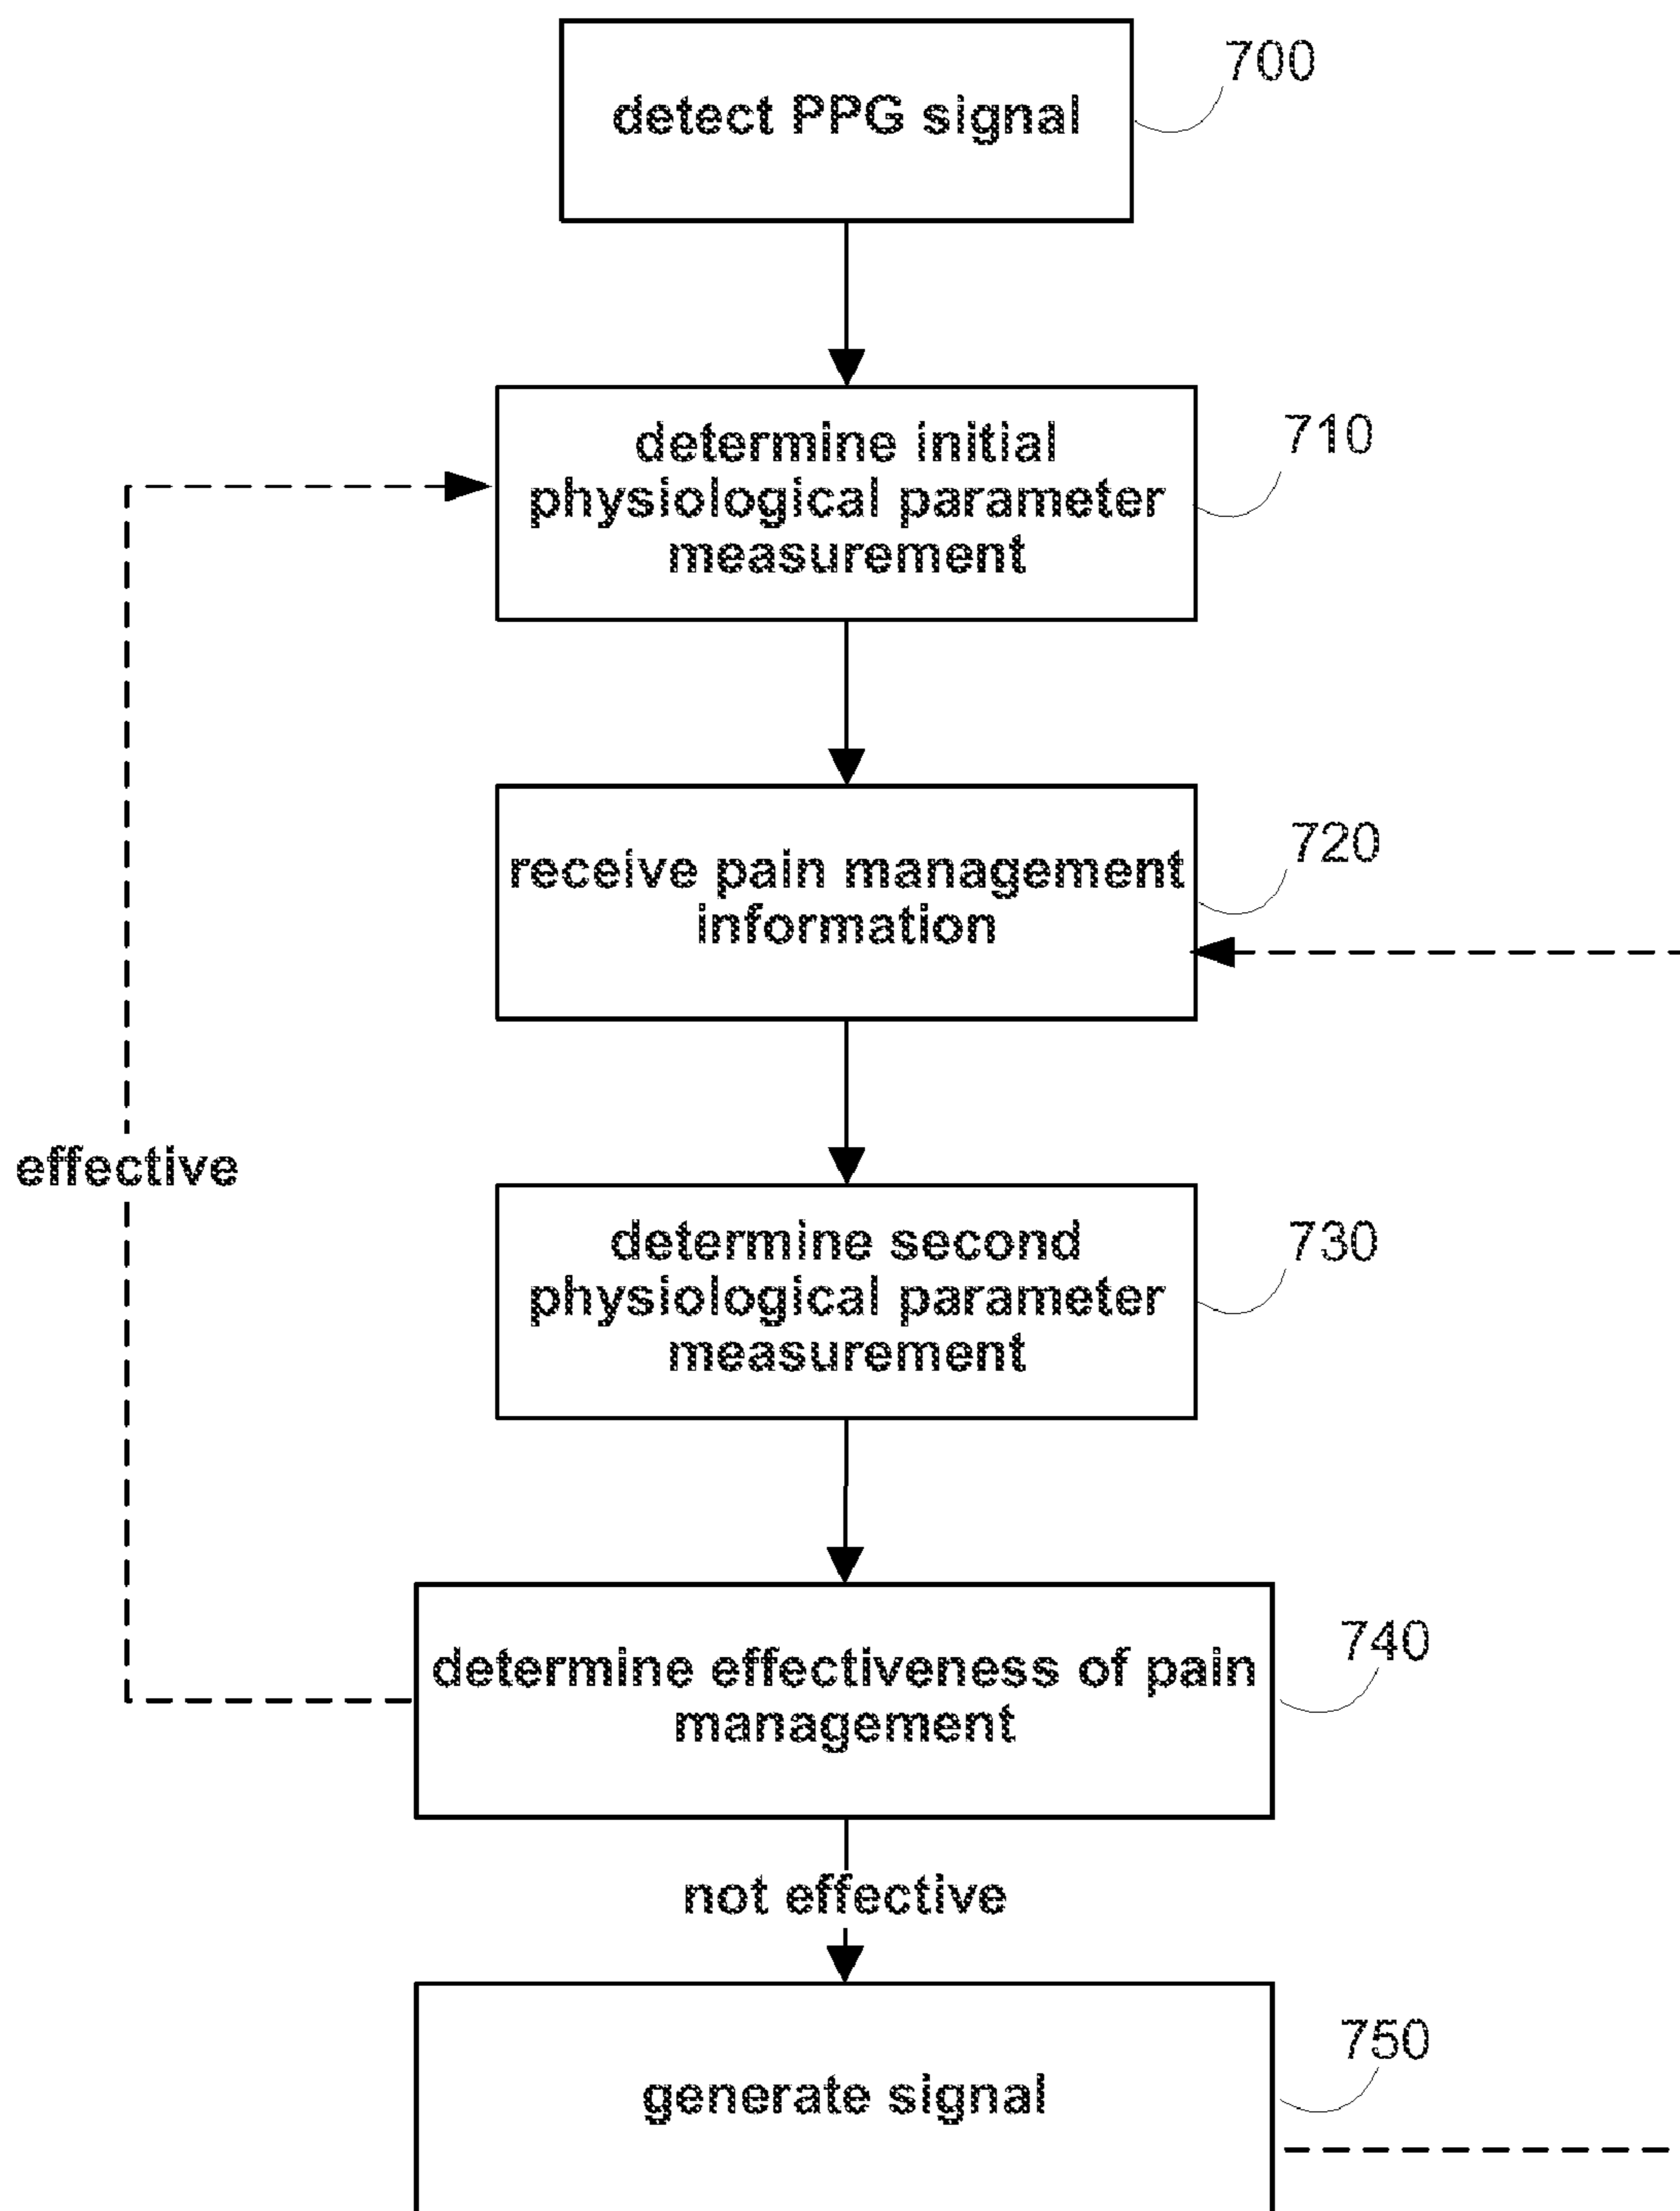 detect PPG signal
700
determine initial
physiological parameter
measurement
710
receive pain management
information
720
effective
determine second
physiological parameter
measurement
730
determine effectiveness of pain
management
740
not effective
generate signal
750